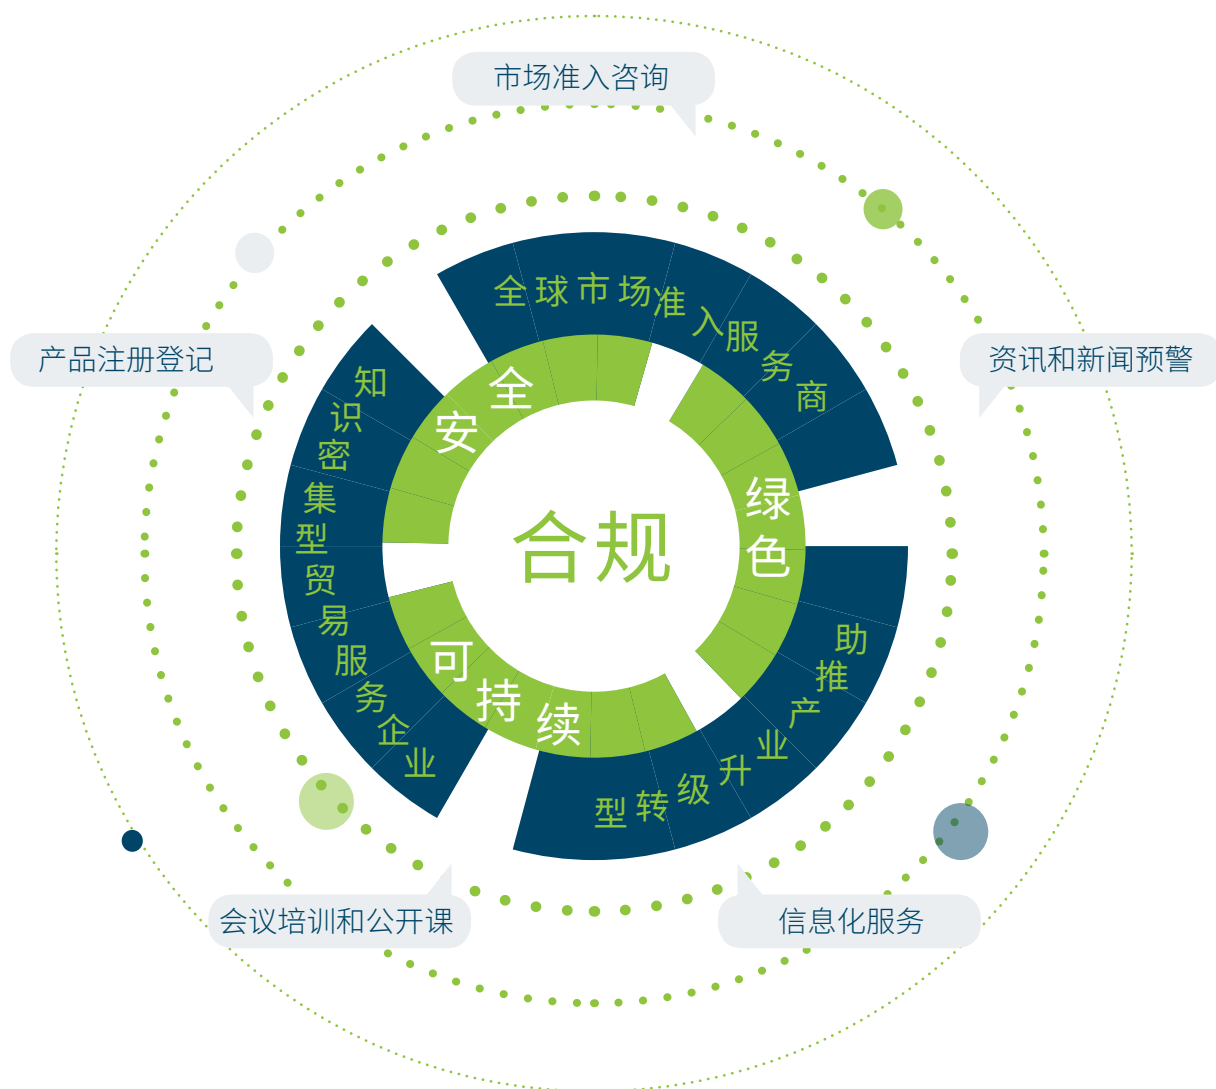 市场准入咨询
全球市场准入服务商
产品注册登记
资讯和新闻预警
知识密集型贸易服务企业
安全
绿色
合规
可持续
助推产业升级转型
会议培训和公开课
信息化服务